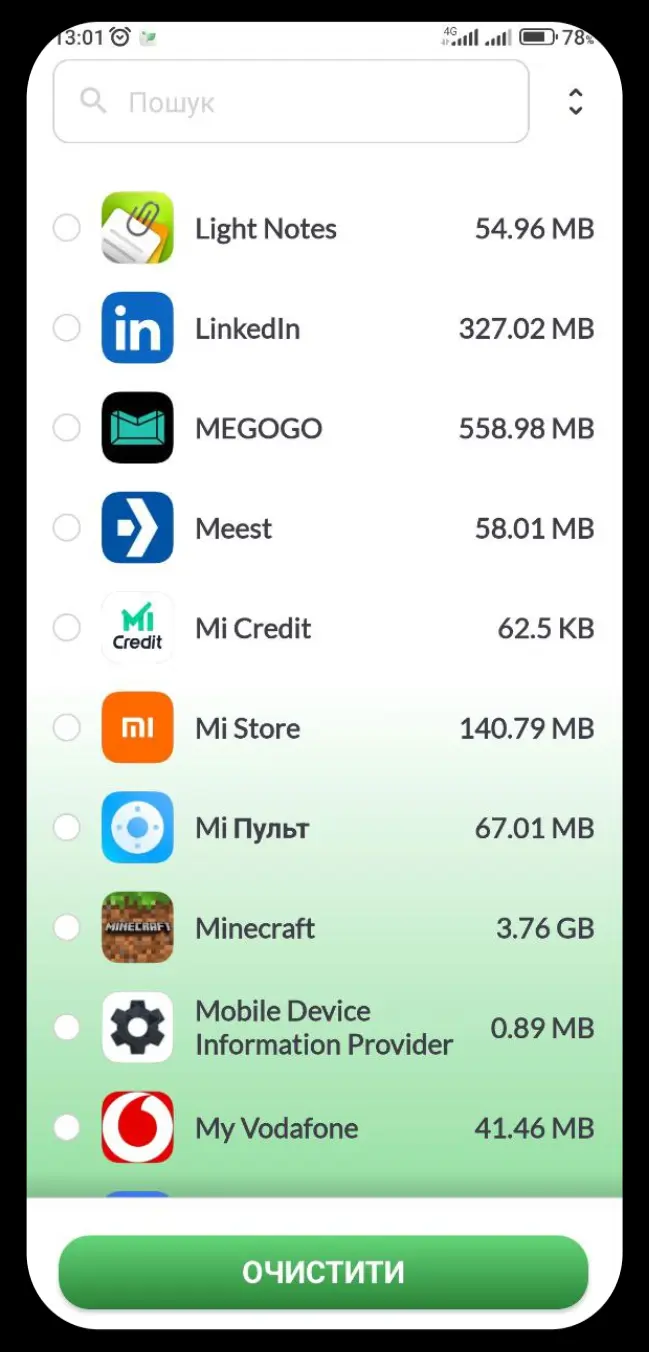 13:01 4G 78%
Пошук
Light Notes 54.96 MB
in LinkedIn 327.02 MB
MEGOGO 558.98 MB
Meest 58.01 MB
Mi
Credit
Mi Credit 62.5 KB
mi Mi Store 140.79 MB
Mi Пульт 67.01 MB
MINECRAFT Minecraft 3.76 GB
Mobile Device
Information Provider 0.89 MB
My Vodafone 41.46 MB
ОЧИСТИТИ